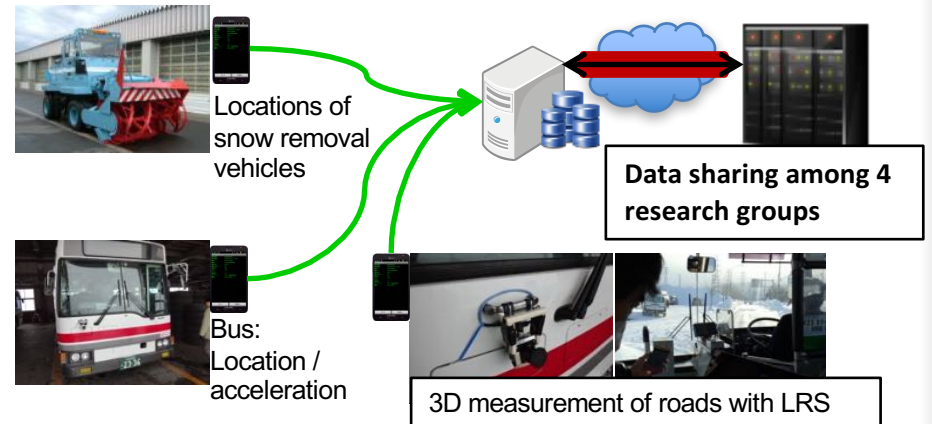 Locations of
snow removal
vehicles
Data sharing among 4
research groups
Bus:
Location /
acceleration
3D measurement of roads with LRS